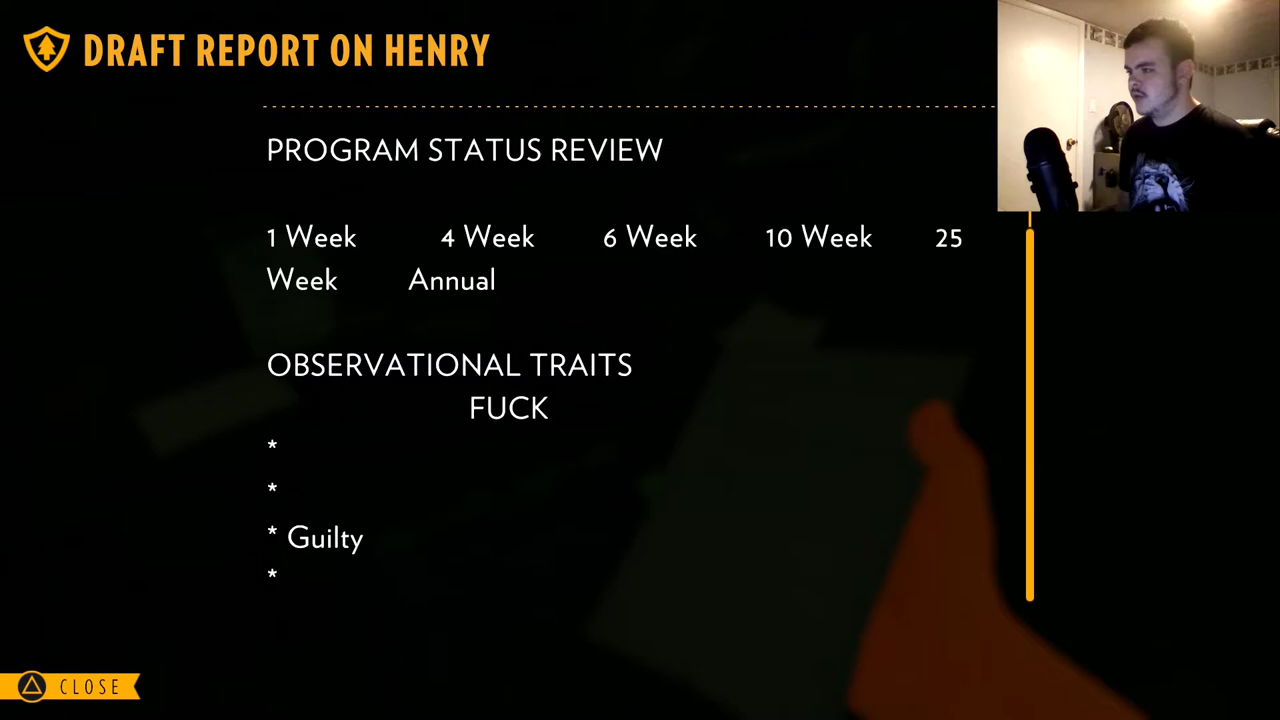 DRAFT REPORT ON HENRY
PROGRAM STATUS REVIEW
1 Week 4 Week 6 Week 10 Week 25
Week Annual
OBSERVATIONAL TRAITS
FUCK
*
*
* Guilty
*
CLOSE